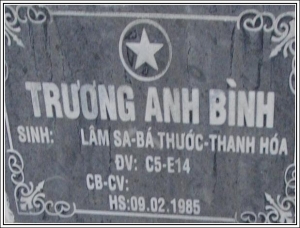 TRƯƠNG ANH BÌNH
SINH: LÂM SA-BÁ THƯỚC-THANH HÓA
ĐV: C5-E14
CB-CV:
HS:09.02.1985